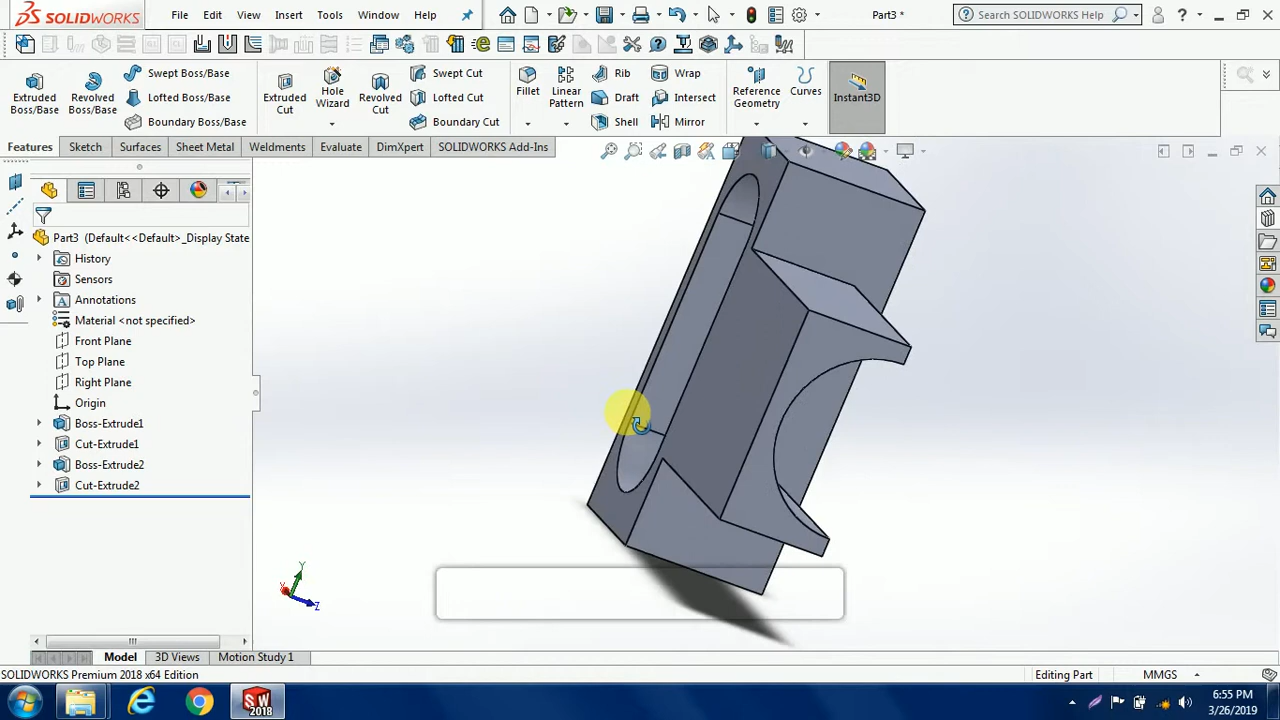 SOLIDWORKS
File
Edit
View
Insert
Tools
Window
Help
Part3 *
Search SOLIDWORKS Help
?
Extruded Boss/Base
Revolved Boss/Base
Swept Boss/Base
Lofted Boss/Base
Boundary Boss/Base
Extruded Cut
Hole Wizard
Revolved Cut
Swept Cut
Lofted Cut
Boundary Cut
Fillet
Linear Pattern
Rib
Draft
Shell
Wrap
Intersect
Mirror
Reference Geometry
Curves
Instant3D
Features
Sketch
Surfaces
Sheet Metal
Weldments
Evaluate
DimXpert
SOLIDWORKS Add-Ins
Part3 (Default<<Default>_Display State
History
Sensors
Annotations
Material <not specified>
Front Plane
Top Plane
Right Plane
Origin
Boss-Extrude1
Cut-Extrude1
Boss-Extrude2
Cut-Extrude2
Y
Z
Model
3D Views
Motion Study 1
SOLIDWORKS Premium 2018 x64 Edition
Editing Part
MMGS
SW
2018
6:55 PM
3/26/2019